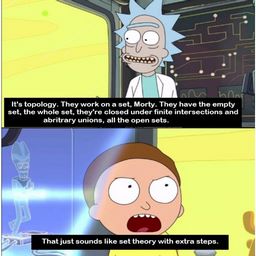 It's topology. They work on a set, Morty. They have the empty
set, the whole set, they're closed under finite intersections and
abritrary unions, all the open sets.
That just sounds like set theory with extra steps.